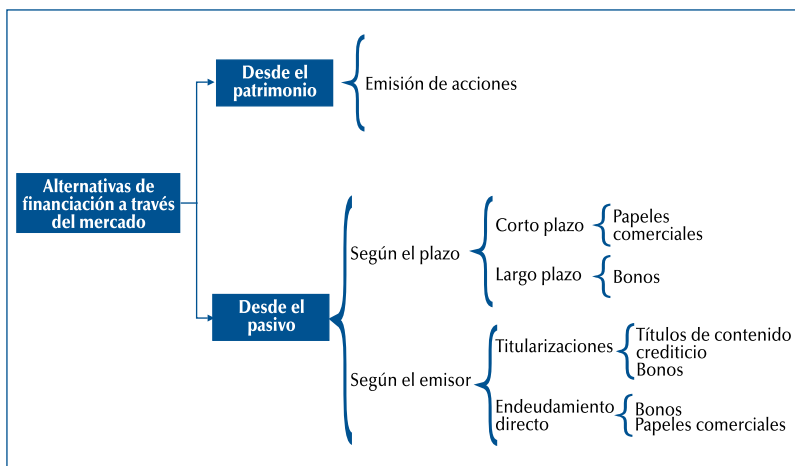 Alternativas de
financiación a través
del mercado
Desde el
patrimonio
Emisión de acciones
Desde el
pasivo
Según el plazo
Corto plazo
Papeles
comerciales
Largo plazo
Bonos
Según el emisor
Titularizaciones
Títulos de contenido
crediticio
Bonos
Endeudamiento
directo
Bonos
Papeles comerciales